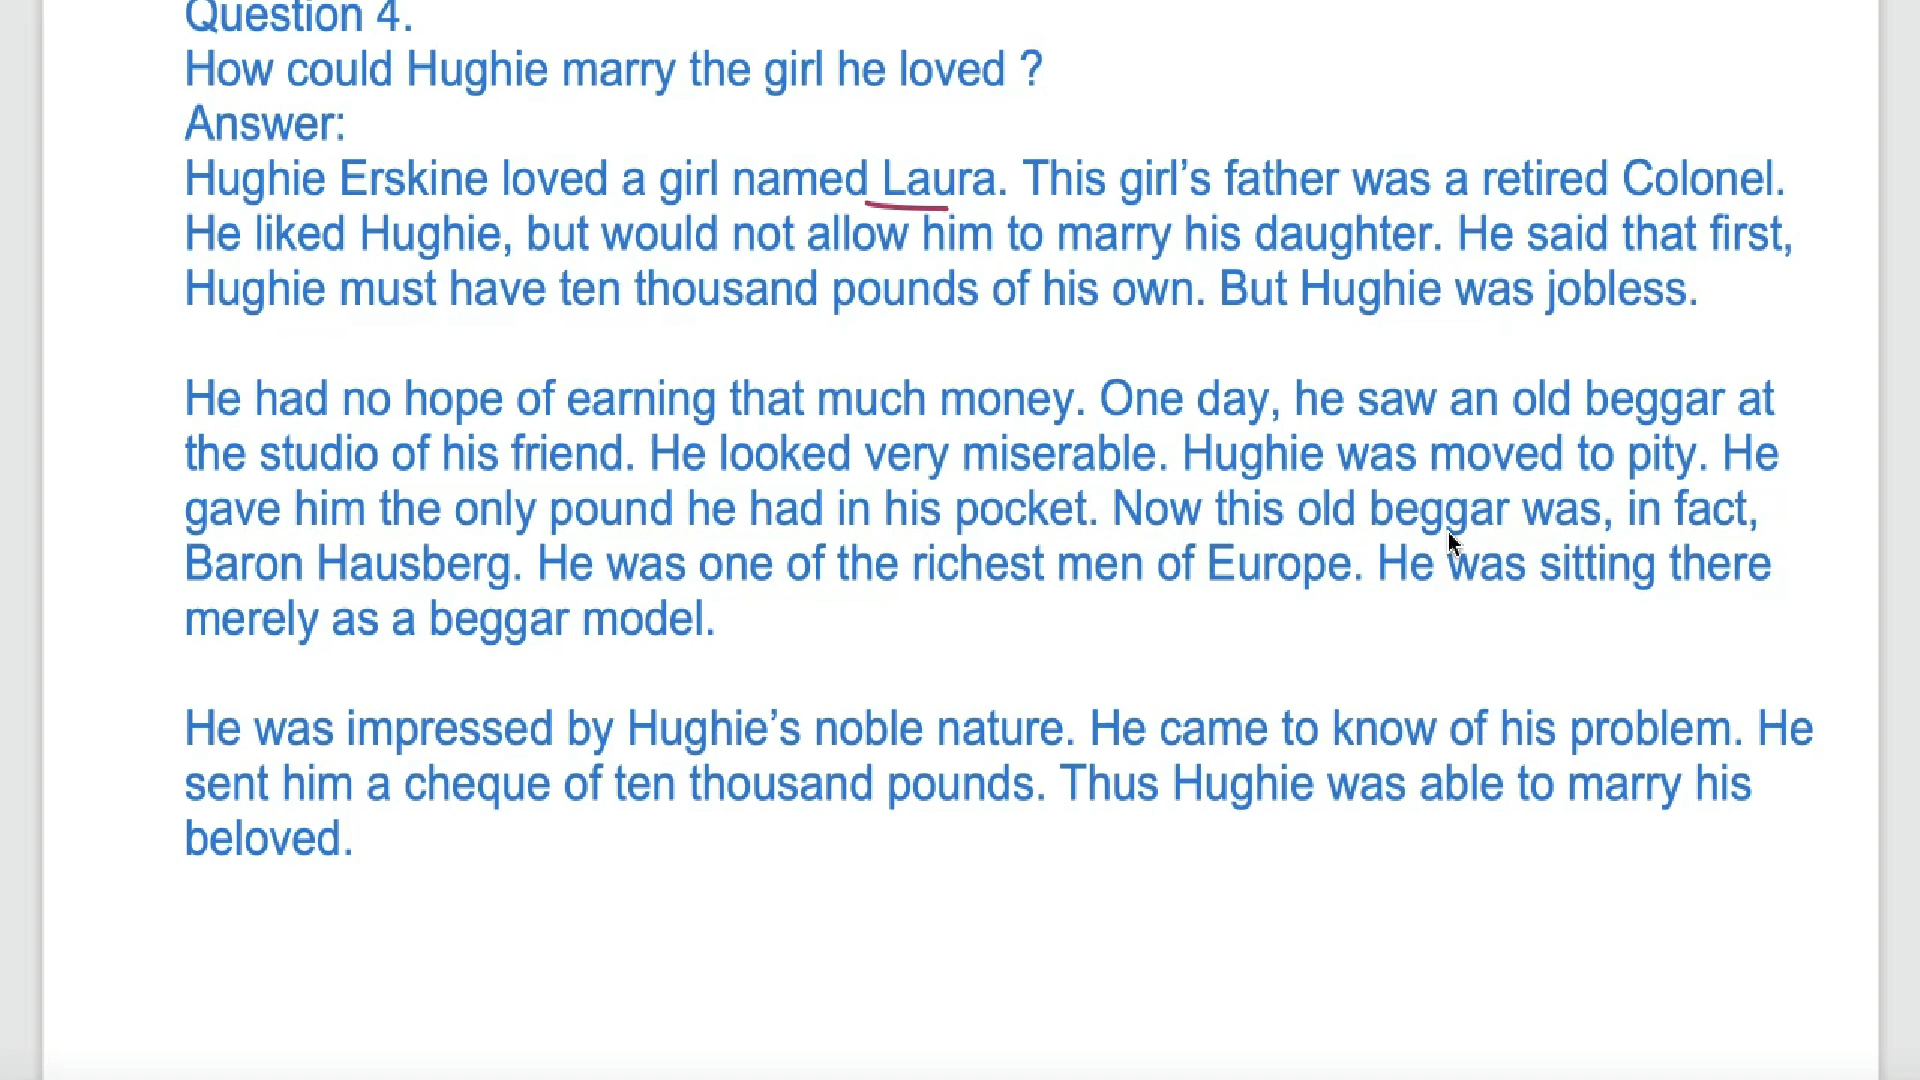 Question 4.
How could Hughie marry the girl he loved ?
Answer:
Hughie Erskine loved a girl named Laura. This girl’s father was a retired Colonel.
He liked Hughie, but would not allow him to marry his daughter. He said that first,
Hughie must have ten thousand pounds of his own. But Hughie was jobless.
He had no hope of earning that much money. One day, he saw an old beggar at
the studio of his friend. He looked very miserable. Hughie was moved to pity. He
gave him the only pound he had in his pocket. Now this old beggar was, in fact,
Baron Hausberg. He was one of the richest men of Europe. He was sitting there
merely as a beggar model.
He was impressed by Hughie’s noble nature. He came to know of his problem. He
sent him a cheque of ten thousand pounds. Thus Hughie was able to marry his
beloved.